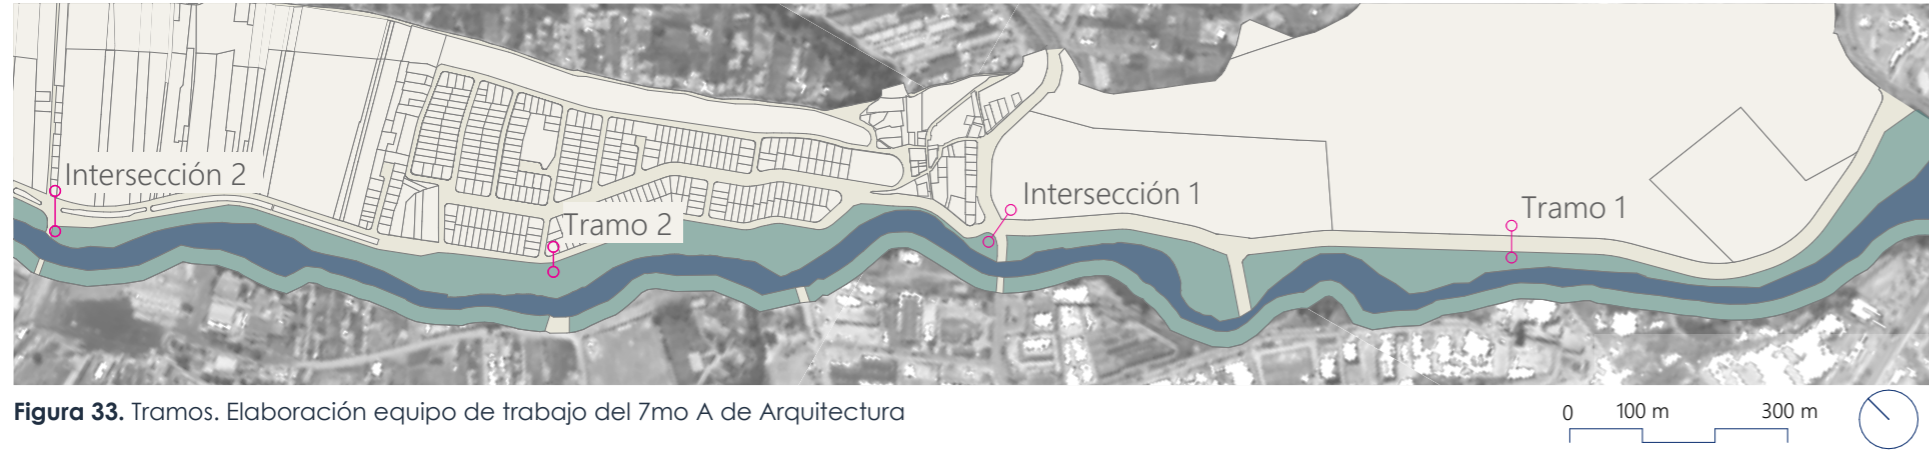 Intersección 2
Tramo 2
Intersección 1
Tramo 1
Figura 33. Tramos. Elaboración equipo de trabajo del 7mo A de Arquitectura
0 100 m 300 m